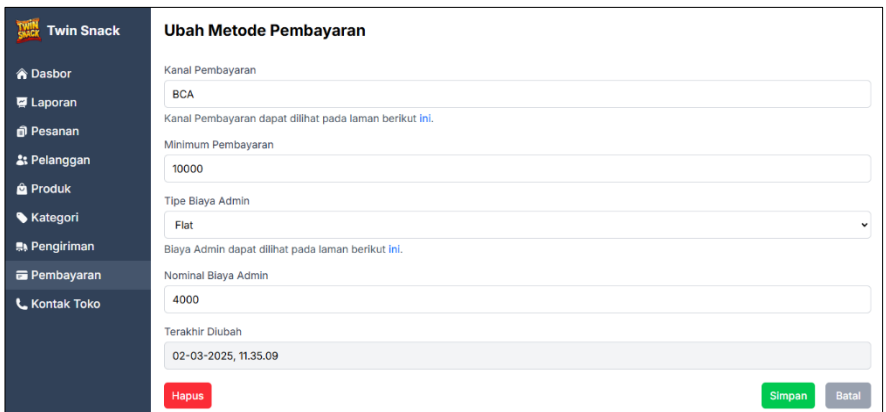 TWIN
SNACK
Twin Snack
Dasbor
Laporan
Pesanan
Pelanggan
Produk
Kategori
Pengiriman
Pembayaran
Kontak Toko
Ubah Metode Pembayaran
Kanal Pembayaran
BCA
Kanal Pembayaran dapat dilihat pada laman berikut ini.
Minimum Pembayaran
10000
Tipe Biaya Admin
Flat
Biaya Admin dapat dilihat pada laman berikut ini.
Nominal Biaya Admin
4000
Terakhir Diubah
02-03-2025, 11.35.09
Hapus
Simpan
Batal